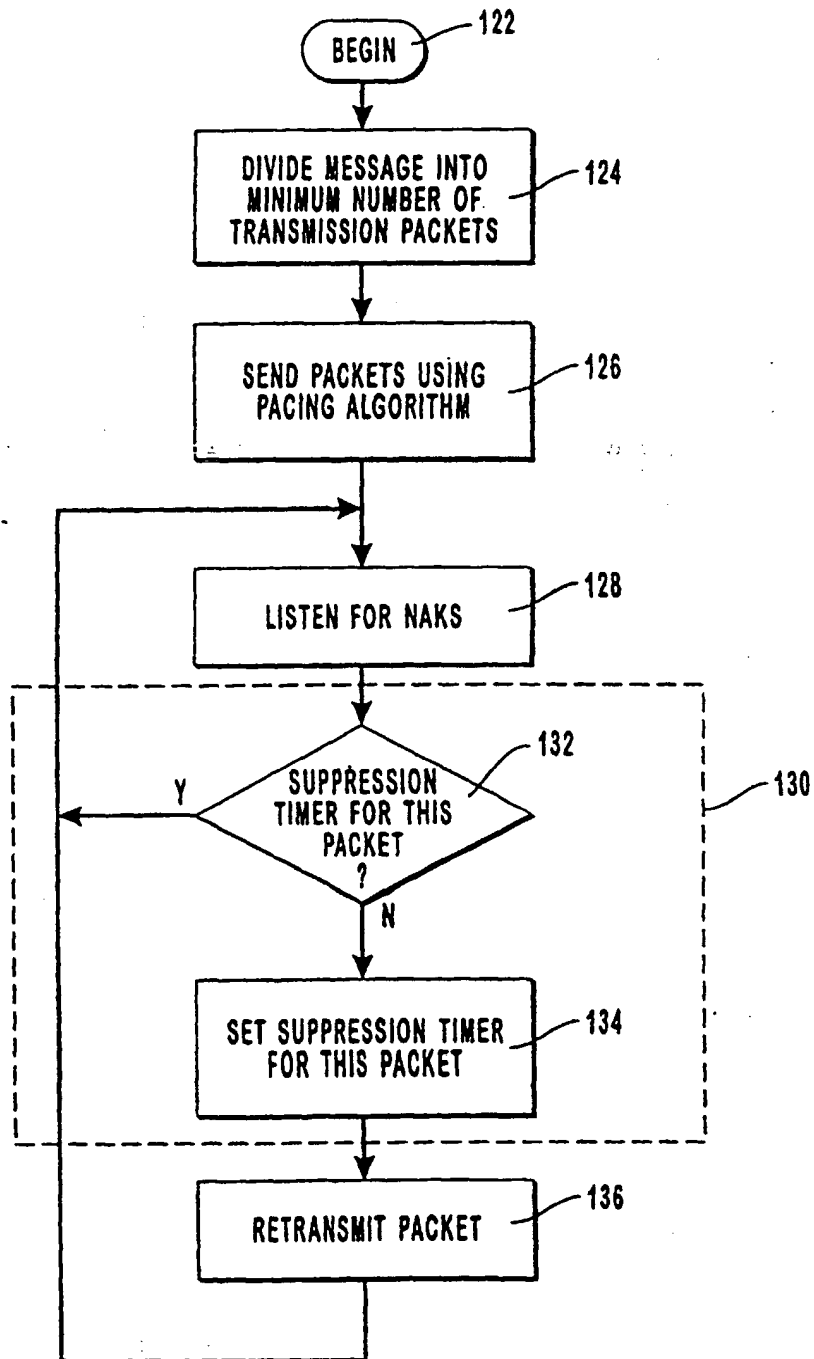 BEGIN
122
DIVIDE MESSAGE INTO
MINIMUM NUMBER OF
TRANSMISSION PACKETS
124
SEND PACKETS USING
PACING ALGORITHM
126
LISTEN FOR NAKS
128
130
SUPPRESSION
TIMER FOR THIS
PACKET
?
132
Y
N
SET SUPPRESSION TIMER
FOR THIS PACKET
134
RETRANSMIT PACKET
136